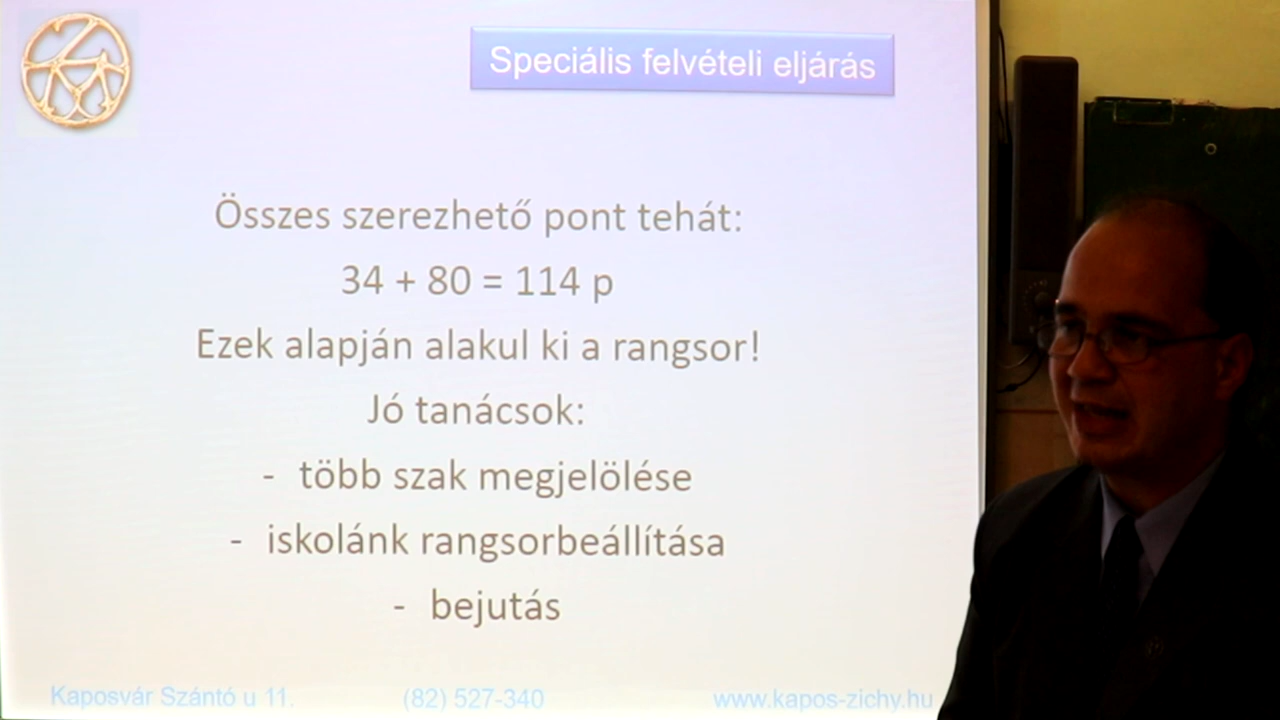 Speciális felvételi eljárás
Összes szerezhető pont tehát:
34 + 80 = 114 p
Ezek alapján alakul ki a rangsor!
Jó tanácsok:
- több szak megjelölése
- iskolánk rangsorbeállítása
- bejutás
Kaposvár Szántó u 11. (82) 527-340 www.kapos-zichy.hu